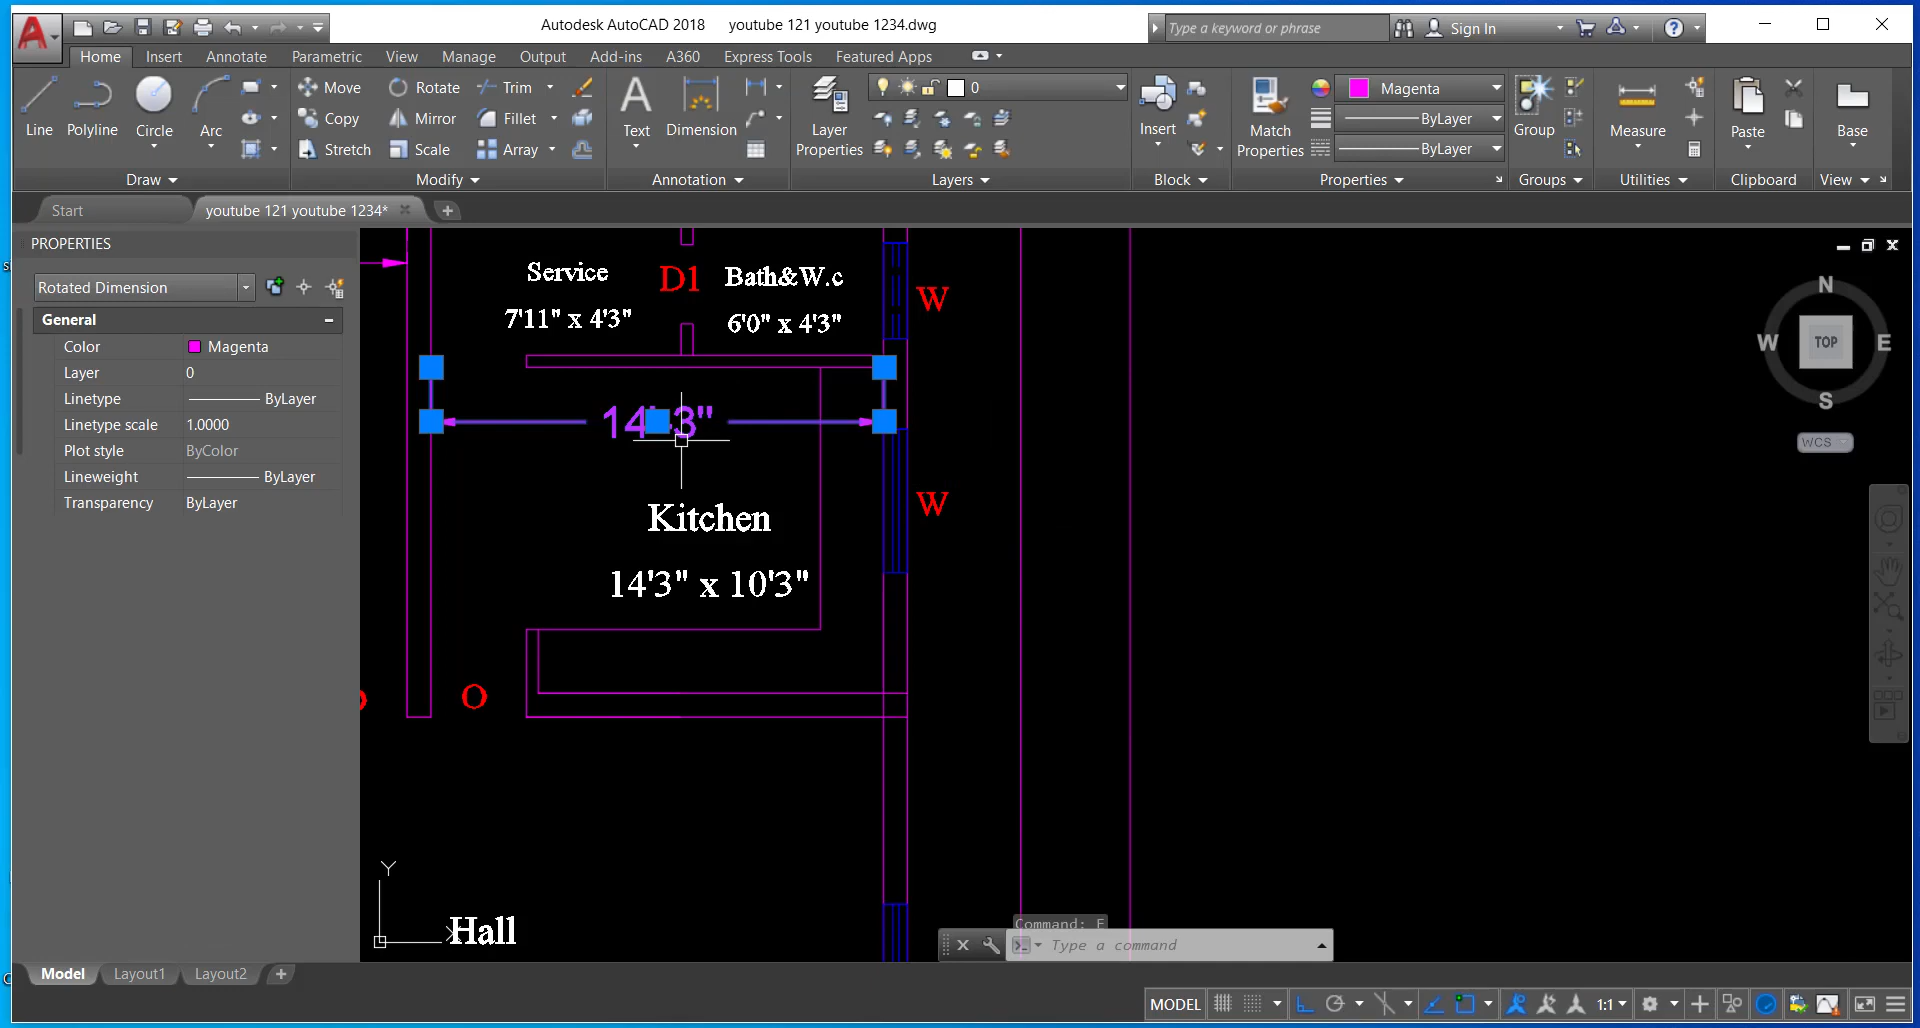 Autodesk AutoCAD 2018 youtube 121 youtube 1234.dwg
Type a keyword or phrase
Sign In
Home Insert Annotate Parametric View Manage Output Add-ins A360 Express Tools Featured Apps
Line Polyline Circle Arc
Move Rotate Trim
Copy Mirror Fillet
Stretch Scale Array
Text Dimension
Layer Properties
0
Insert
Match Properties
Magenta
ByLayer
ByLayer
Group
Measure
Paste
Base
Draw Modify Annotation Layers Block Properties Groups Utilities Clipboard View
Start youtube 121 youtube 1234*
PROPERTIES
Rotated Dimension
General
Color Magenta
Layer 0
Linetype ByLayer
Linetype scale 1.0000
Plot style ByColor
Lineweight ByLayer
Transparency ByLayer
Service D1 Bath&W.c
7'11" x 4'3" 6'0" x 4'3"
W
Kitchen
14'3" x 10'3"
W
O
Hall
Y
X
N
W TOP E
S
WCS
Command: E
Type a command
Model Layout1 Layout2
MODEL 1:1